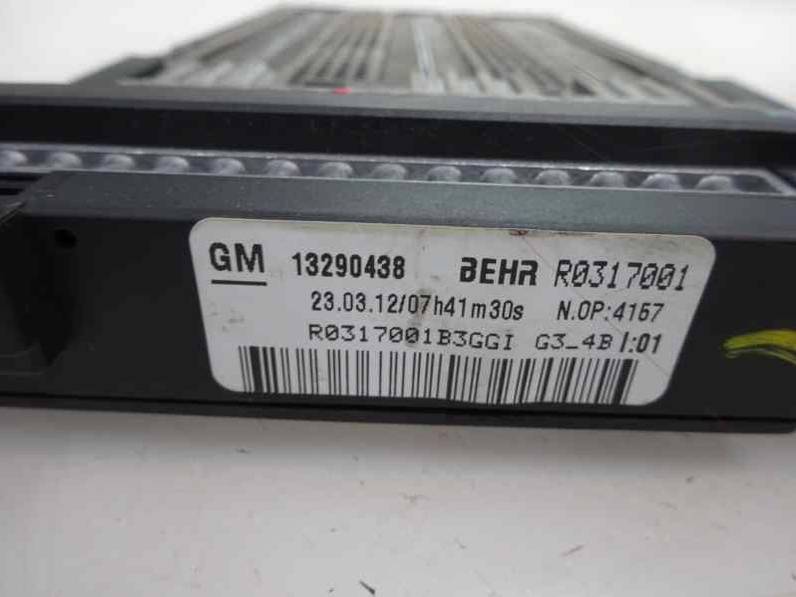 GM 13290438 BEHR R0317001
23.03.12/07h41m30s N.OP:4157
R0317001B3GGI G3_4B I:01